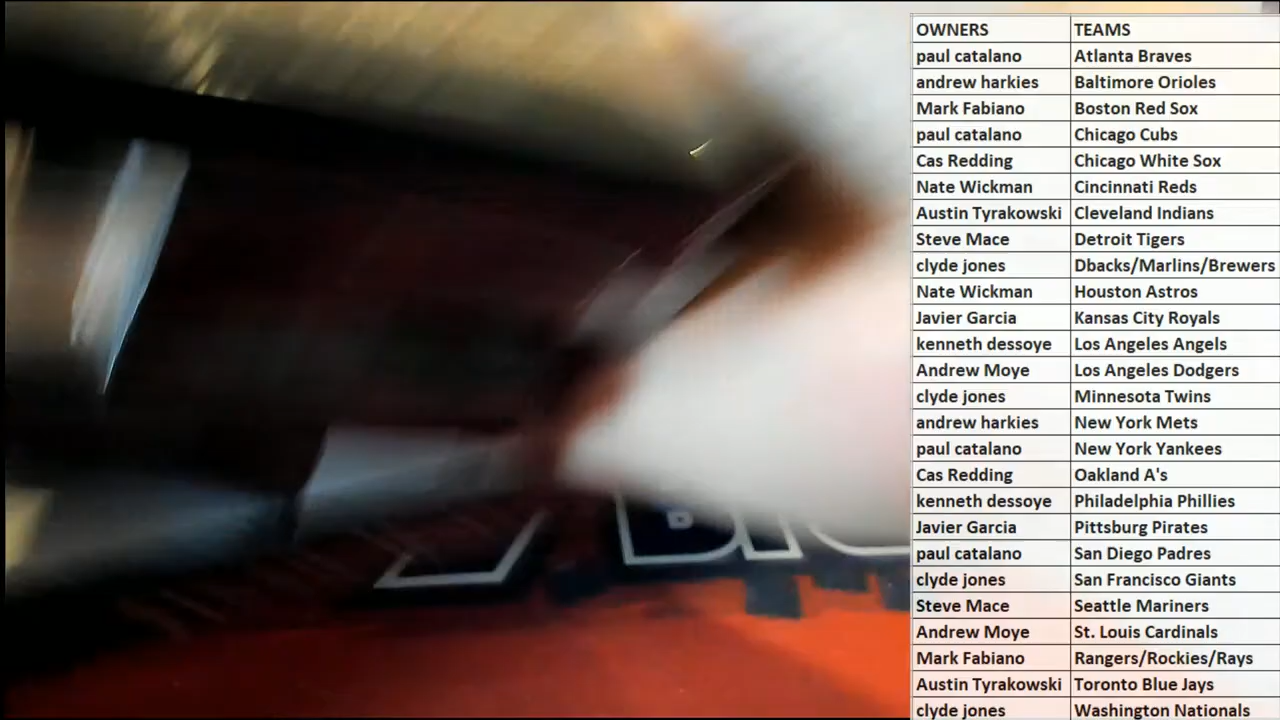 OWNERS TEAMS
paul catalano Atlanta Braves
andrew harkies Baltimore Orioles
Mark Fabiano Boston Red Sox
paul catalano Chicago Cubs
Cas Redding Chicago White Sox
Nate Wickman Cincinnati Reds
Austin Tyrakowski Cleveland Indians
Steve Mace Detroit Tigers
clyde jones Dbacks/Marlins/Brewers
Nate Wickman Houston Astros
Javier Garcia Kansas City Royals
kenneth dessoye Los Angeles Angels
Andrew Moye Los Angeles Dodgers
clyde jones Minnesota Twins
andrew harkies New York Mets
paul catalano New York Yankees
Cas Redding Oakland A's
kenneth dessoye Philadelphia Phillies
Javier Garcia Pittsburg Pirates
paul catalano San Diego Padres
clyde jones San Francisco Giants
Steve Mace Seattle Mariners
Andrew Moye St. Louis Cardinals
Mark Fabiano Rangers/Rockies/Rays
Austin Tyrakowski Toronto Blue Jays
clyde jones Washington Nationals